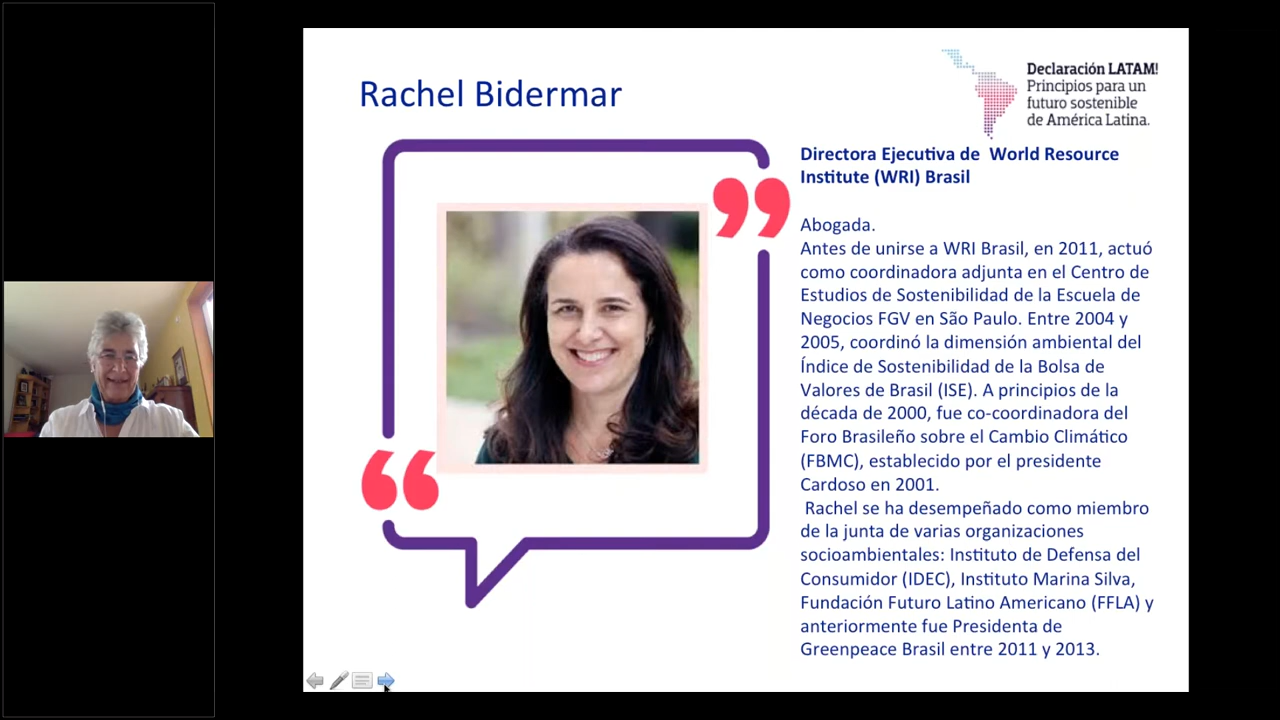 Rachel Bidermar
Declaración LATAM!
Principios para un
futuro sostenible
de América Latina.
Directora Ejecutiva de World Resource
Institute (WRI) Brasil
Abogada.
Antes de unirse a WRI Brasil, en 2011, actuó
como coordinadora adjunta en el Centro de
Estudios de Sostenibilidad de la Escuela de
Negocios FGV en São Paulo. Entre 2004 y
2005, coordinó la dimensión ambiental del
Índice de Sostenibilidad de la Bolsa de
Valores de Brasil (ISE). A principios de la
década de 2000, fue co-coordinadora del
Foro Brasileño sobre el Cambio Climático
(FBMC), establecido por el presidente
Cardoso en 2001.
Rachel se ha desempeñado como miembro
de la junta de varias organizaciones
socioambientales: Instituto de Defensa del
Consumidor (IDEC), Instituto Marina Silva,
Fundación Futuro Latino Americano (FFLA) y
anteriormente fue Presidenta de
Greenpeace Brasil entre 2011 y 2013.